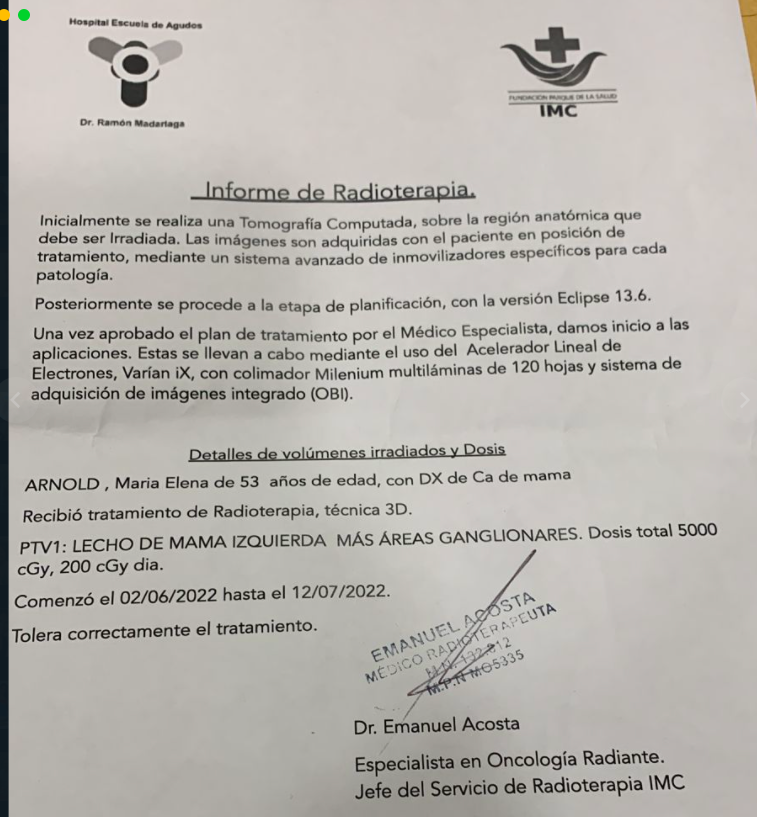 Hospital Escuela de Agudos
Dr. Ramón Madariaga
FUNDACION PARQUE DE LA SALUD
IMC
Informe de Radioterapia.
Inicialmente se realiza una Tomografía Computada, sobre la región anatómica que
debe ser Irradiada. Las imágenes son adquiridas con el paciente en posición de
tratamiento, mediante un sistema avanzado de inmovilizadores específicos para cada
patología.
Posteriormente se procede a la etapa de planificación, con la versión Eclipse 13.6.
Una vez aprobado el plan de tratamiento por el Médico Especialista, damos inicio a las
aplicaciones. Estas se llevan a cabo mediante el uso del Acelerador Lineal de
Electrones, Varían iX, con colimador Milenium multiláminas de 120 hojas y sistema de
adquisición de imágenes integrado (OBI).
Detalles de volúmenes irradiados y Dosis
ARNOLD , Maria Elena de 53 años de edad, con DX de Ca de mama
Recibió tratamiento de Radioterapia, técnica 3D.
PTV1: LECHO DE MAMA IZQUIERDA MÁS ÁREAS GANGLIONARES. Dosis total 5000
cGy, 200 cGy dia.
Comenzó el 02/06/2022 hasta el 12/07/2022.
Tolera correctamente el tratamiento.
EMANUEL ACOSTA
MÉDICO RADIOTERAPEUTA
M.N. 132.812
M.P.N MO5335
Dr. Emanuel Acosta
Especialista en Oncología Radiante.
Jefe del Servicio de Radioterapia IMC